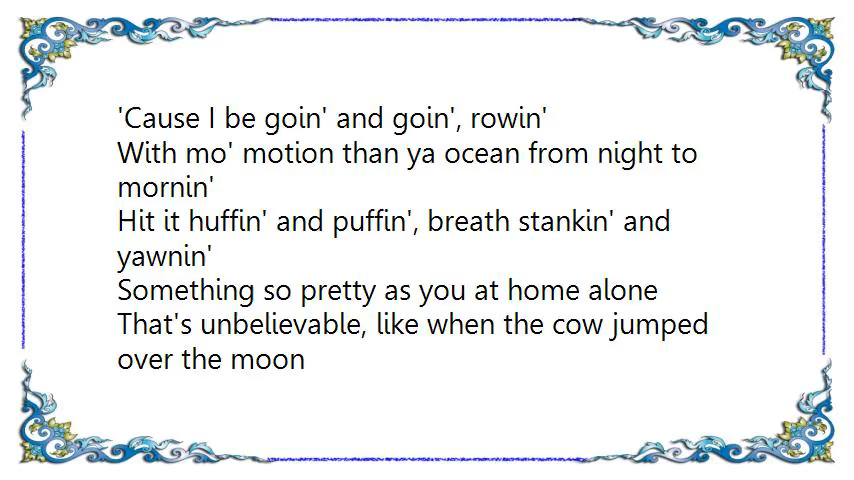 'Cause I be goin' and goin', rowin'
With mo' motion than ya ocean from night to
mornin'
Hit it huffin' and puffin', breath stankin' and
yawnin'
Something so pretty as you at home alone
That's unbelievable, like when the cow jumped
over the moon